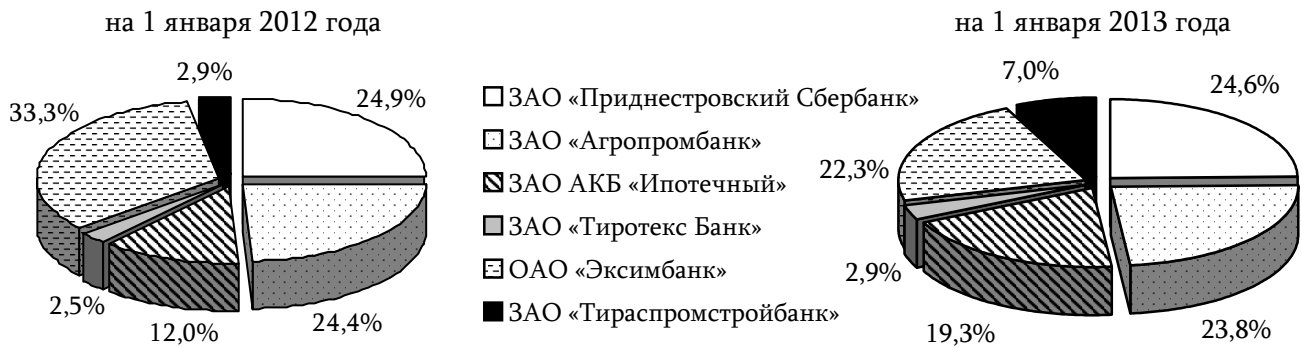 на 1 января 2012 года
2,9%
33,3%
24,9%
2,5%
12,0%
24,4%
ЗАО «Приднестровский Сбербанк»
ЗАО «Агропромбанк»
ЗАО АКБ «Ипотечный»
ЗАО «Тиротекс Банк»
ОАО «Эксимбанк»
ЗАО «Тираспромстройбанк»
на 1 января 2013 года
7,0%
24,6%
22,3%
2,9%
19,3%
23,8%